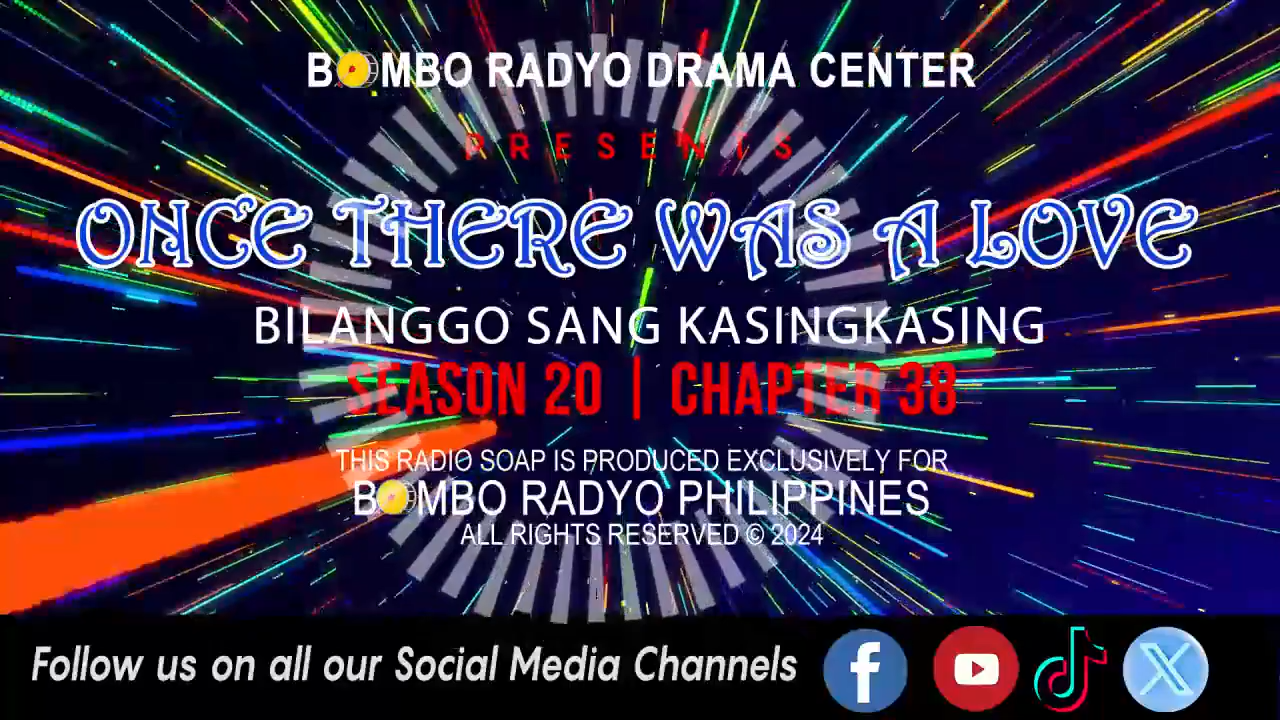 BOMBO RADYO DRAMA CENTER
PRESENTS
ONCE THERE WAS A LOVE
BILANGGO SANG KASINGKASING
SEASON 20 | CHAPTER 38
THIS RADIO SOAP IS PRODUCED EXCLUSIVELY FOR
BOMBO RADYO PHILIPPINES
ALL RIGHTS RESERVED © 2024
Follow us on all our Social Media Channels